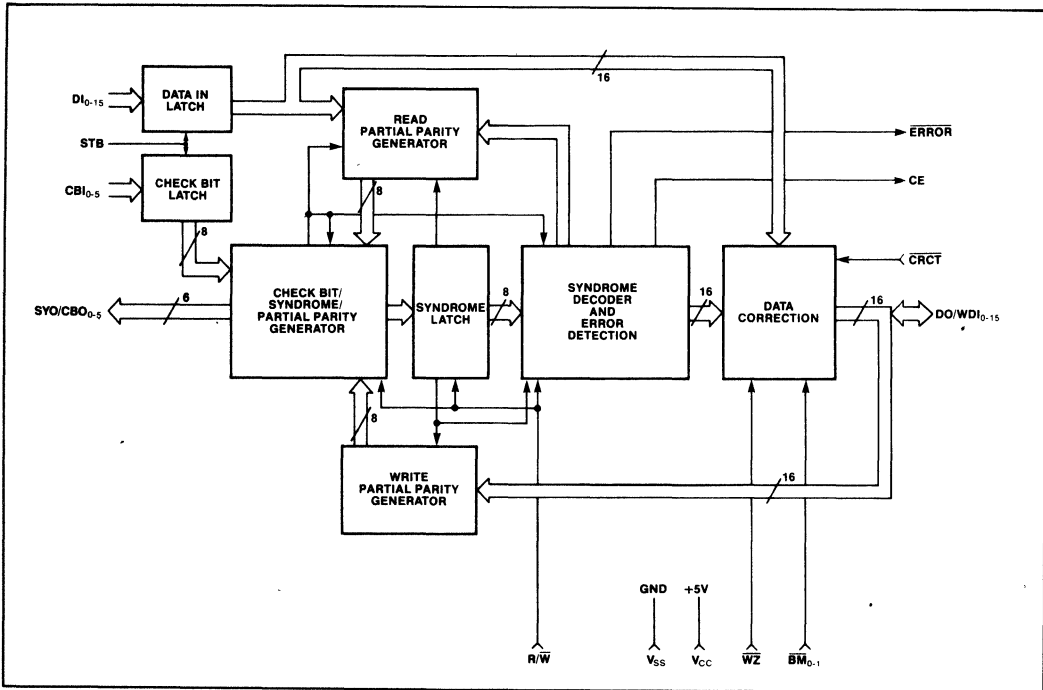 16
DI0-15
DATA IN
LATCH
STB
CBI0-5
CHECK BIT
LATCH
READ
PARTIAL PARITY
GENERATOR
ERROR
CE
8
8
CRCT
SYO/CBO0-5
6
CHECK BIT/
SYNDROME/
PARTIAL PARITY
GENERATOR
SYNDROME
LATCH
8
SYNDROME
DECODER
AND
ERROR
DETECTION
16
DATA
CORRECTION
16
DO/WDI0-15
8
WRITE
PARTIAL PARITY
GENERATOR
16
GND
+5V
R/W̅
VSS
VCC
W̅Z̅
B̅M̅0-1